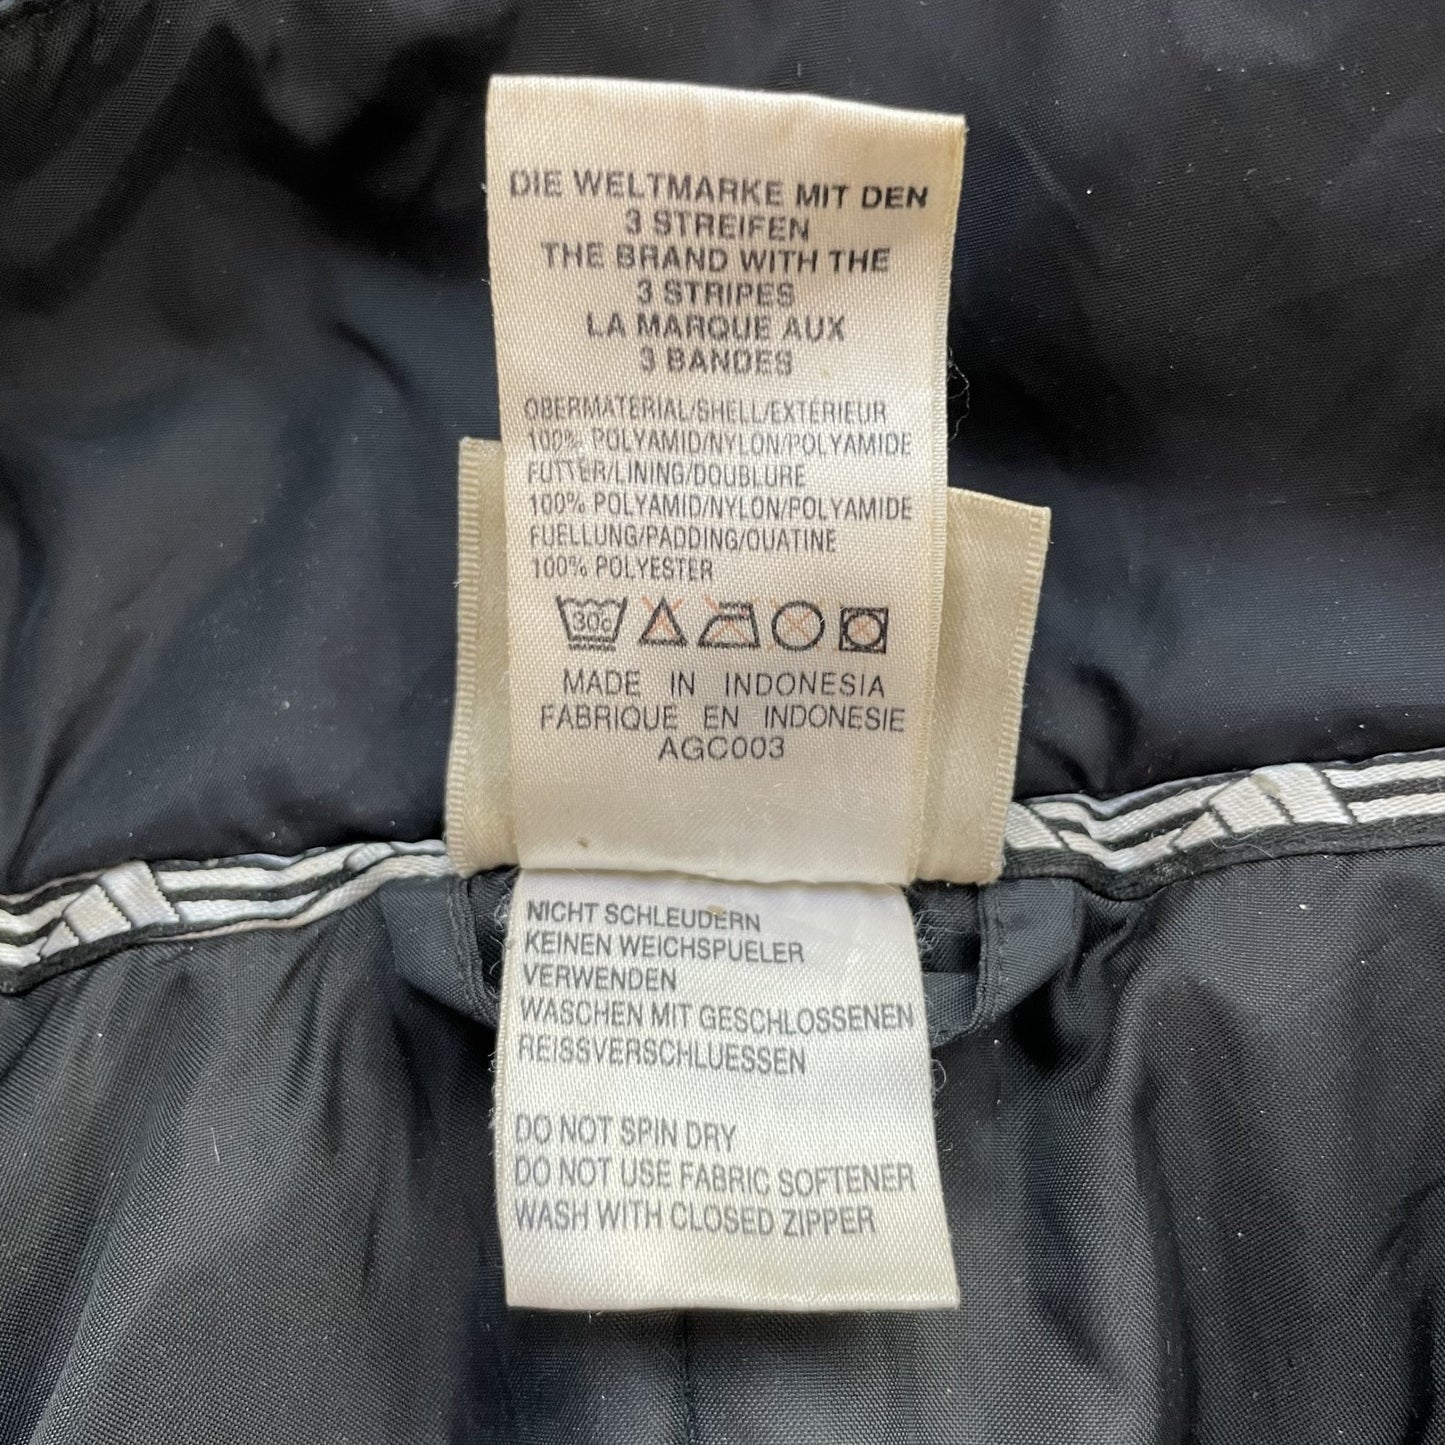 DIE WELTMARKE MIT DEN
3 STREIFEN
THE BRAND WITH THE
3 STRIPES
LA MARQUE AUX
3 BANDES
OBERMATERIAL/SHELL/EXTÉRIEUR
100% POLYAMID/NYLON/POLYAMIDE
FUTTER/LINING/DOUBLURE
100% POLYAMID/NYLON/POLYAMIDE
FUELLUNG/PADDING/OUATINE
100% POLYESTER
30c
MADE IN INDONESIA
FABRIQUE EN INDONESIE
AGC003
NICHT SCHLEUDERN
KEINEN WEICHSPUELER
VERWENDEN
WASCHEN MIT GESCHLOSSENEN
REISSVERSCHLUESSEN
DO NOT SPIN DRY
DO NOT USE FABRIC SOFTENER
WASH WITH CLOSED ZIPPER